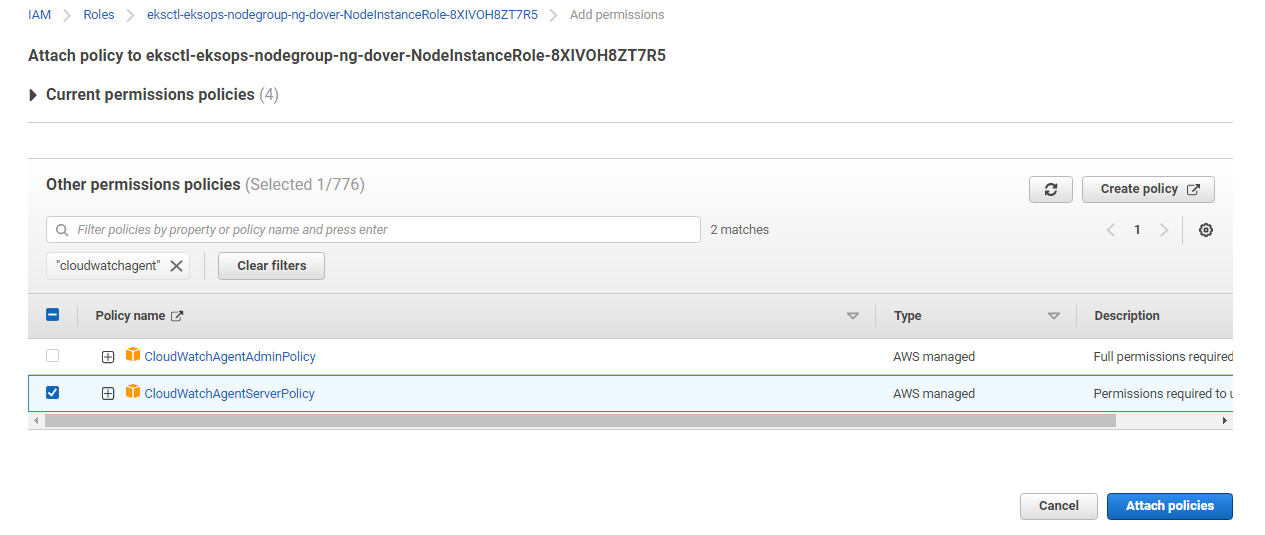 IAM > Roles > eksctl-eksops-nodegroup-ng-dover-NodeInstanceRole-8XIVOH8ZT7R5 > Add permissions
Attach policy to eksctl-eksops-nodegroup-ng-dover-NodeInstanceRole-8XIVOH8ZT7R5
Current permissions policies (4)
Other permissions policies (Selected 1/776)
Create policy
Filter policies by property or policy name and press enter
2 matches
1
"cloudwatchagent"
Clear filters
Policy name Type Description
CloudWatchAgentAdminPolicy AWS managed Full permissions required
CloudWatchAgentServerPolicy AWS managed Permissions required to u
Cancel Attach policies